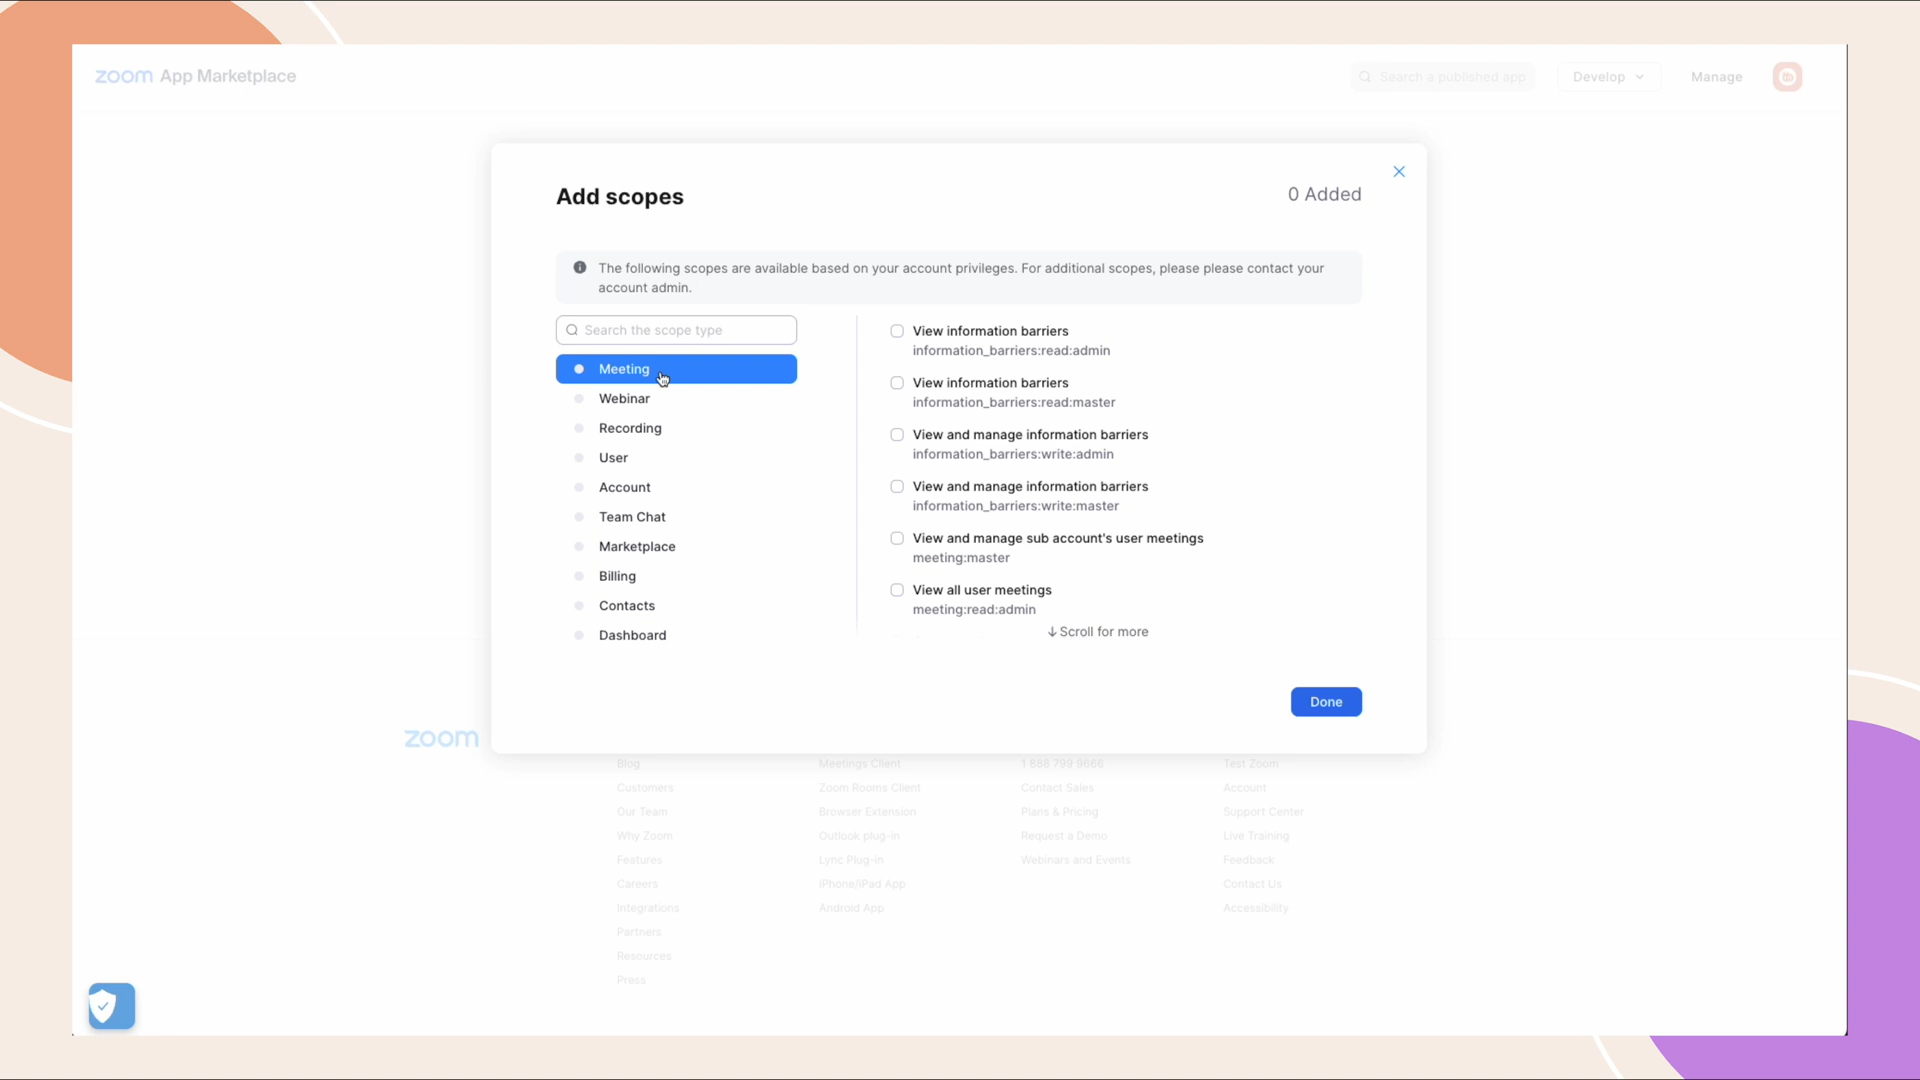 zoom App Marketplace
Search a published app
Develop
Manage
Add scopes
0 Added
The following scopes are available based on your account privileges. For additional scopes, please please contact your
account admin.
Search the scope type
Meeting
Webinar
Recording
User
Account
Team Chat
Marketplace
Billing
Contacts
Dashboard
View information barriers
information_barriers:read:admin
View information barriers
information_barriers:read:master
View and manage information barriers
information_barriers:write:admin
View and manage information barriers
information_barriers:write:master
View and manage sub account's user meetings
meeting:master
View all user meetings
meeting:read:admin
Scroll for more
Done
zoom
Blog
Customers
Our Team
Why Zoom
Features
Careers
Integrations
Partners
Resources
Press
Meetings Client
Zoom Rooms Client
Browser Extension
Outlook plug-in
Lync Plug-in
iPhone/iPad App
Android App
1 888 799 9666
Contact Sales
Plans & Pricing
Request a Demo
Webinars and Events
Test Zoom
Account
Support Center
Live Training
Feedback
Contact Us
Accessibility